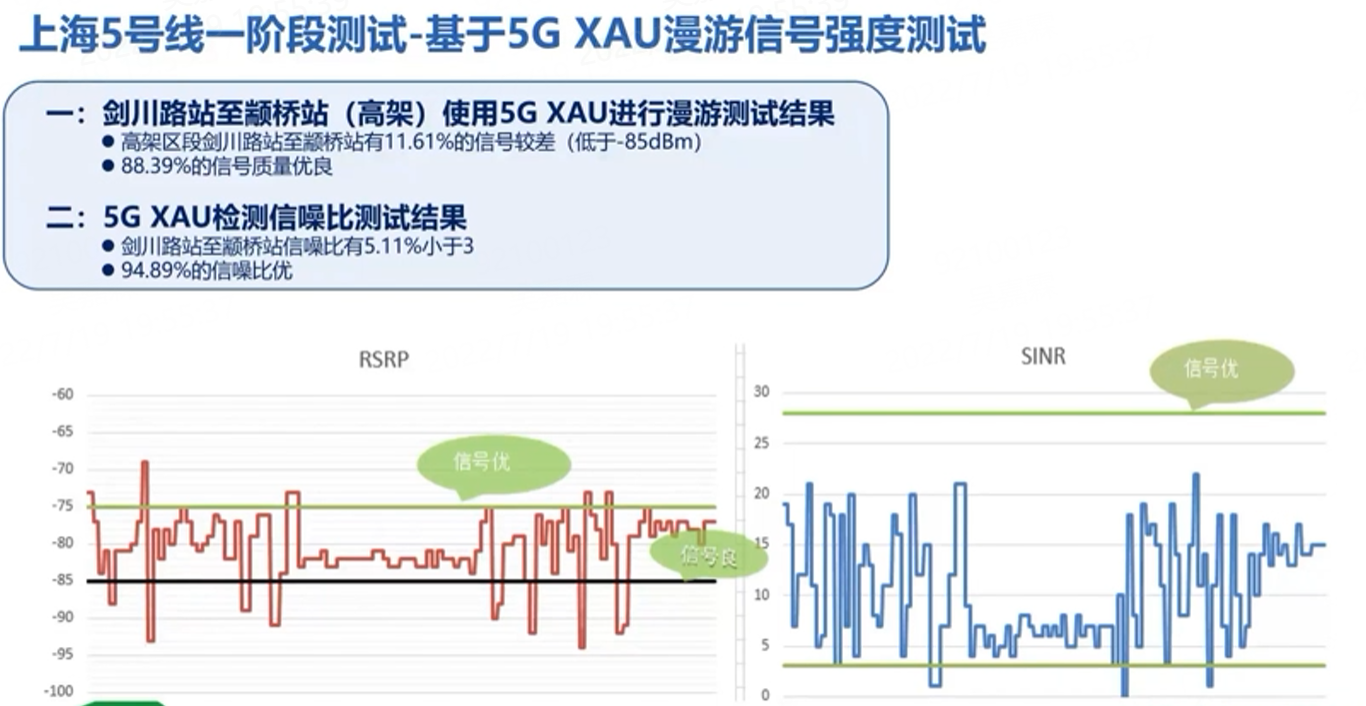 上海5号线一阶段测试-基于5G XAU漫游信号强度测试
一：剑川路站至颛桥站（高架）使用5G XAU进行漫游测试结果
● 高架区段剑川路站至颛桥站有11.61%的信号较差（低于-85dBm）
● 88.39%的信号质量优良
二：5G XAU检测信噪比测试结果
● 剑川路站至颛桥站信噪比有5.11%小于3
● 94.89%的信噪比优
RSRP
-60
-65
-70
-75
-80
-85
-90
-95
-100
信号优
信号良
SINR
信号优
30
25
20
15
10
5
0